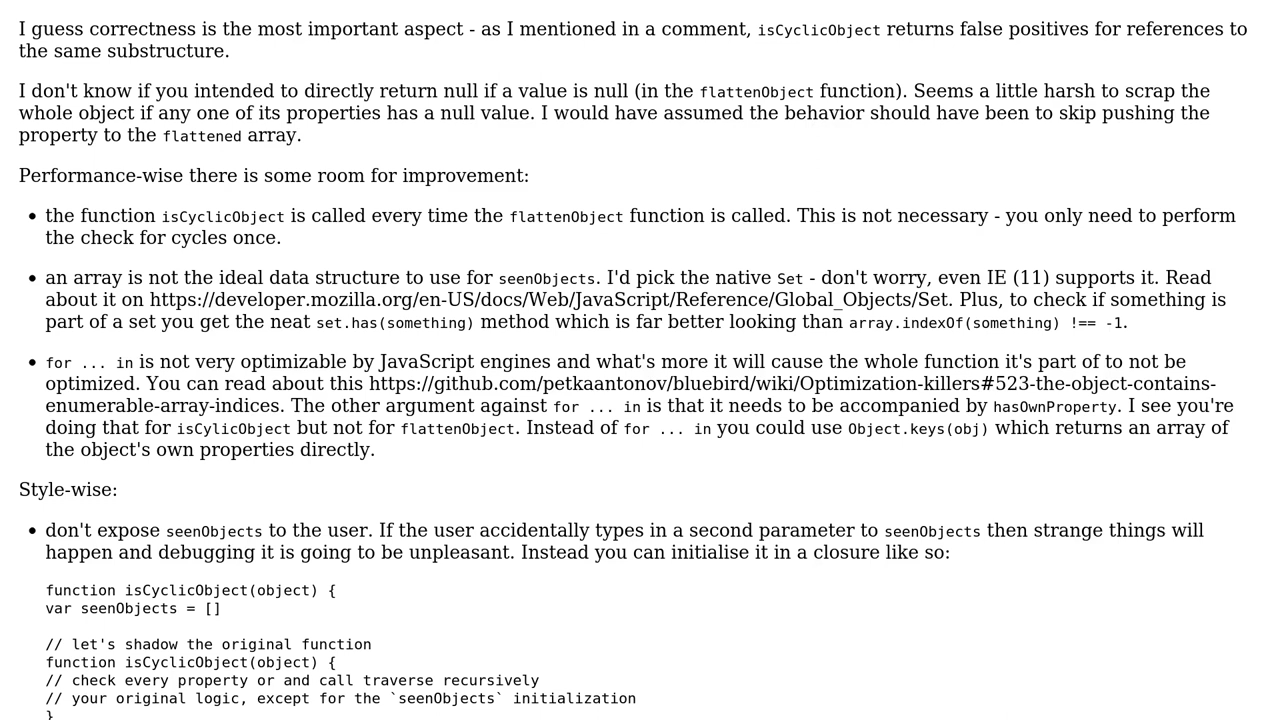 I guess correctness is the most important aspect - as I mentioned in a comment, isCyclicObject returns false positives for references to
the same substructure.
I don't know if you intended to directly return null if a value is null (in the flattenObject function). Seems a little harsh to scrap the
whole object if any one of its properties has a null value. I would have assumed the behavior should have been to skip pushing the
property to the flattened array.
Performance-wise there is some room for improvement:
• the function isCyclicObject is called every time the flattenObject function is called. This is not necessary - you only need to perform
the check for cycles once.
• an array is not the ideal data structure to use for seenObjects. I'd pick the native Set - don't worry, even IE (11) supports it. Read
about it on https://developer.mozilla.org/en-US/docs/Web/JavaScript/Reference/Global_Objects/Set. Plus, to check if something is
part of a set you get the neat set.has(something) method which is far better looking than array.indexOf(something) !== -1.
• for ... in is not very optimizable by JavaScript engines and what's more it will cause the whole function it's part of to not be
optimized. You can read about this https://github.com/petkaantonov/bluebird/wiki/Optimization-killers#523-the-object-contains-
enumerable-array-indices. The other argument against for ... in is that it needs to be accompanied by hasOwnProperty. I see you're
doing that for isCylicObject but not for flattenObject. Instead of for ... in you could use Object.keys(obj) which returns an array of
the object's own properties directly.
Style-wise:
• don't expose seenObjects to the user. If the user accidentally types in a second parameter to seenObjects then strange things will
happen and debugging it is going to be unpleasant. Instead you can initialise it in a closure like so:
function isCyclicObject(object) {
var seenObjects = []
// let's shadow the original function
function isCyclicObject(object) {
// check every property or and call traverse recursively
// your original logic, except for the `seenObjects` initialization
}